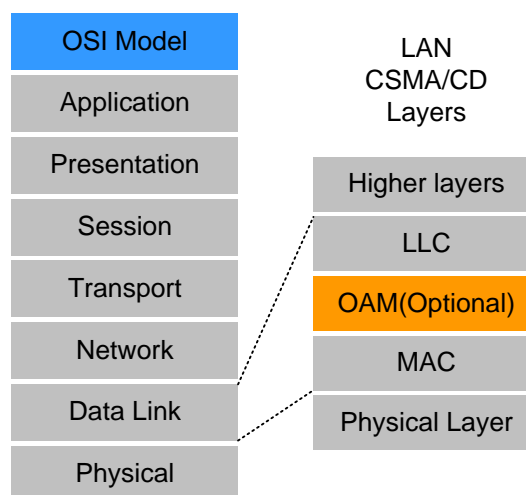 OSI Model
Application
Presentation
Session
Transport
Network
Data Link
Physical
LAN
CSMA/CD
Layers
Higher layers
LLC
OAM(Optional)
MAC
Physical Layer